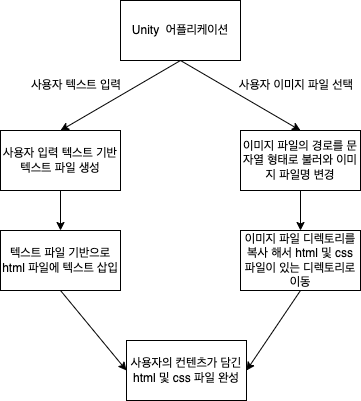 Unity 어플리케이션
사용자 텍스트 입력
사용자 이미지 파일 선택
사용자 입력 텍스트 기반
텍스트 파일 생성
이미지 파일의 경로를 문
자열 형태로 불러와 이미
지 파일명 변경
텍스트 파일 기반으로
html 파일에 텍스트 삽입
이미지 파일 디렉토리를
복사 해서 html 및 css
파일이 있는 디렉토리로
이동
사용자의 컨텐츠가 담긴
html 및 css 파일 완성